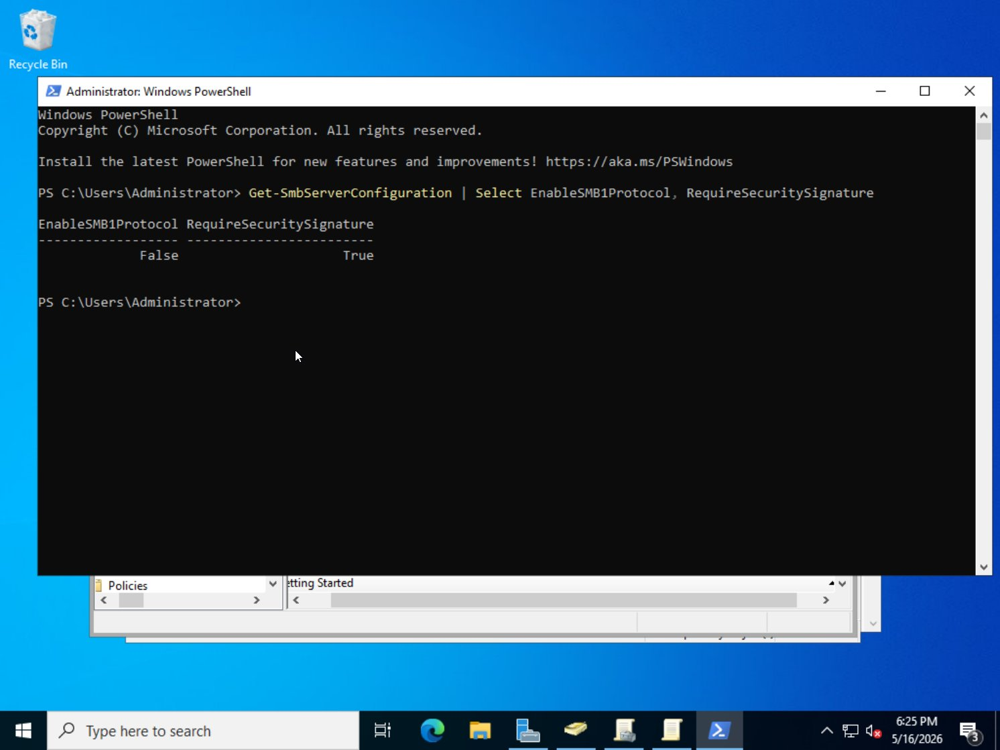 Recycle Bin
Administrator: Windows PowerShell
Windows PowerShell
Copyright (C) Microsoft Corporation. All rights reserved.
Install the latest PowerShell for new features and improvements! https://aka.ms/PSWindows
PS C:\Users\Administrator> Get-SmbServerConfiguration | Select EnableSMB1Protocol, RequireSecuritySignature
EnableSMB1Protocol RequireSecuritySignature
------------------ ------------------------
False True
PS C:\Users\Administrator>
Policies
etting Started
Type here to search
6:25 PM
5/16/2026
3